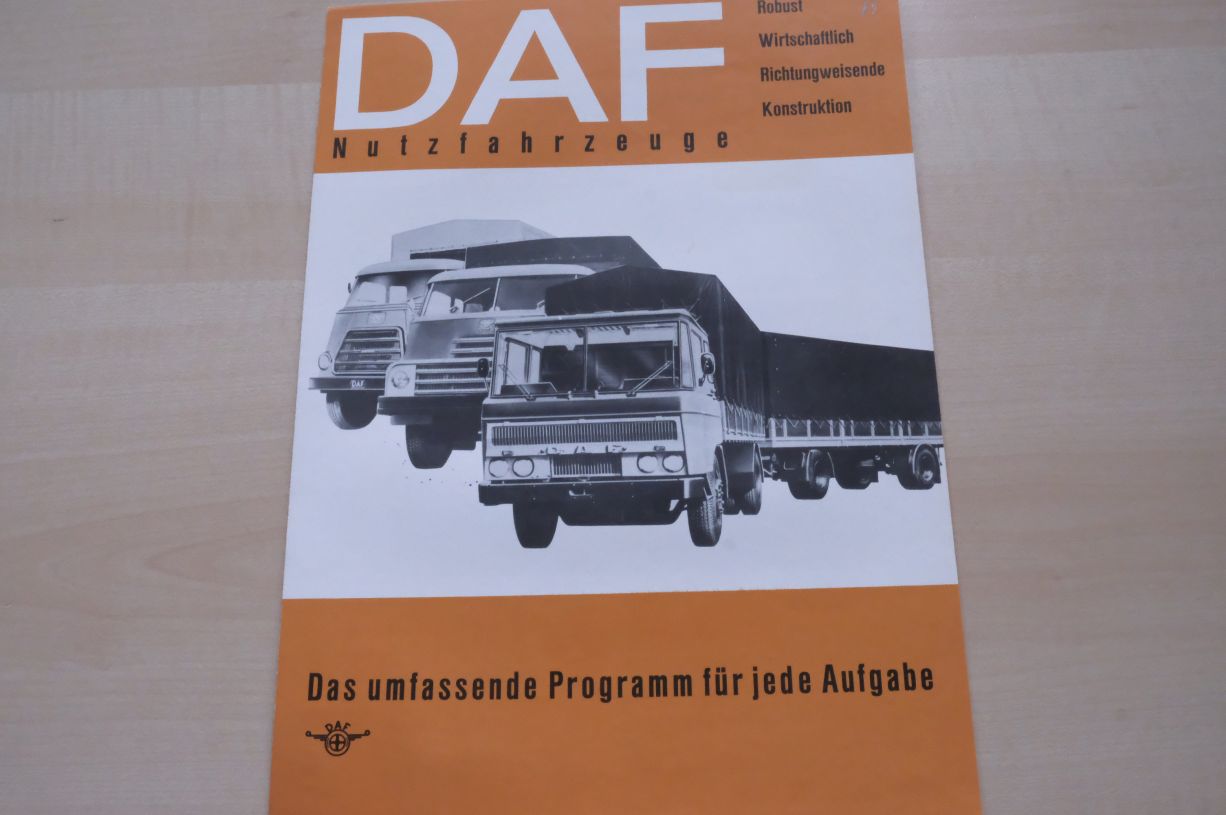 DAF
Nutzfahrzeuge
Robust
Wirtschaftlich
Richtungweisende
Konstruktion
DAF
Das umfassende Programm für jede Aufgabe
DAF